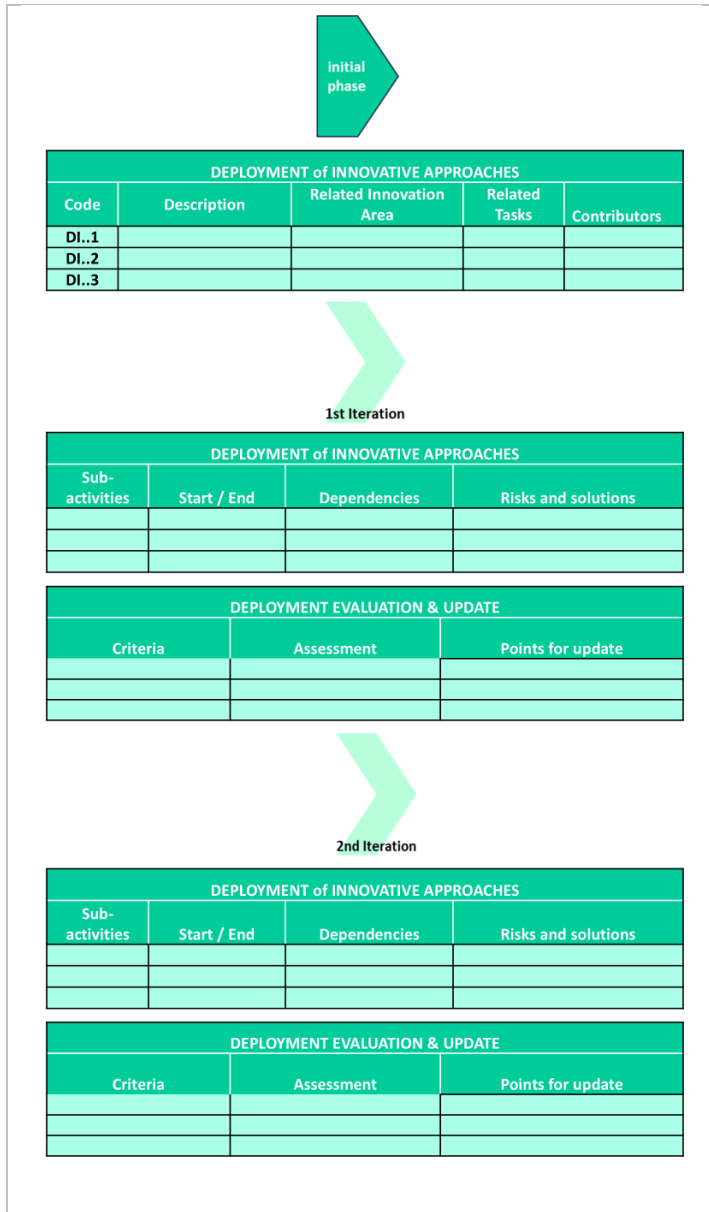 initial
phase
DEPLOYMENT of INNOVATIVE APPROACHES
Code Description Related Innovation Area Related Tasks Contributors
DI..1
DI..2
DI..3
1st Iteration
DEPLOYMENT of INNOVATIVE APPROACHES
Sub-activities Start / End Dependencies Risks and solutions
DEPLOYMENT EVALUATION & UPDATE
Criteria Assessment Points for update
2nd Iteration
DEPLOYMENT of INNOVATIVE APPROACHES
Sub-activities Start / End Dependencies Risks and solutions
DEPLOYMENT EVALUATION & UPDATE
Criteria Assessment Points for update